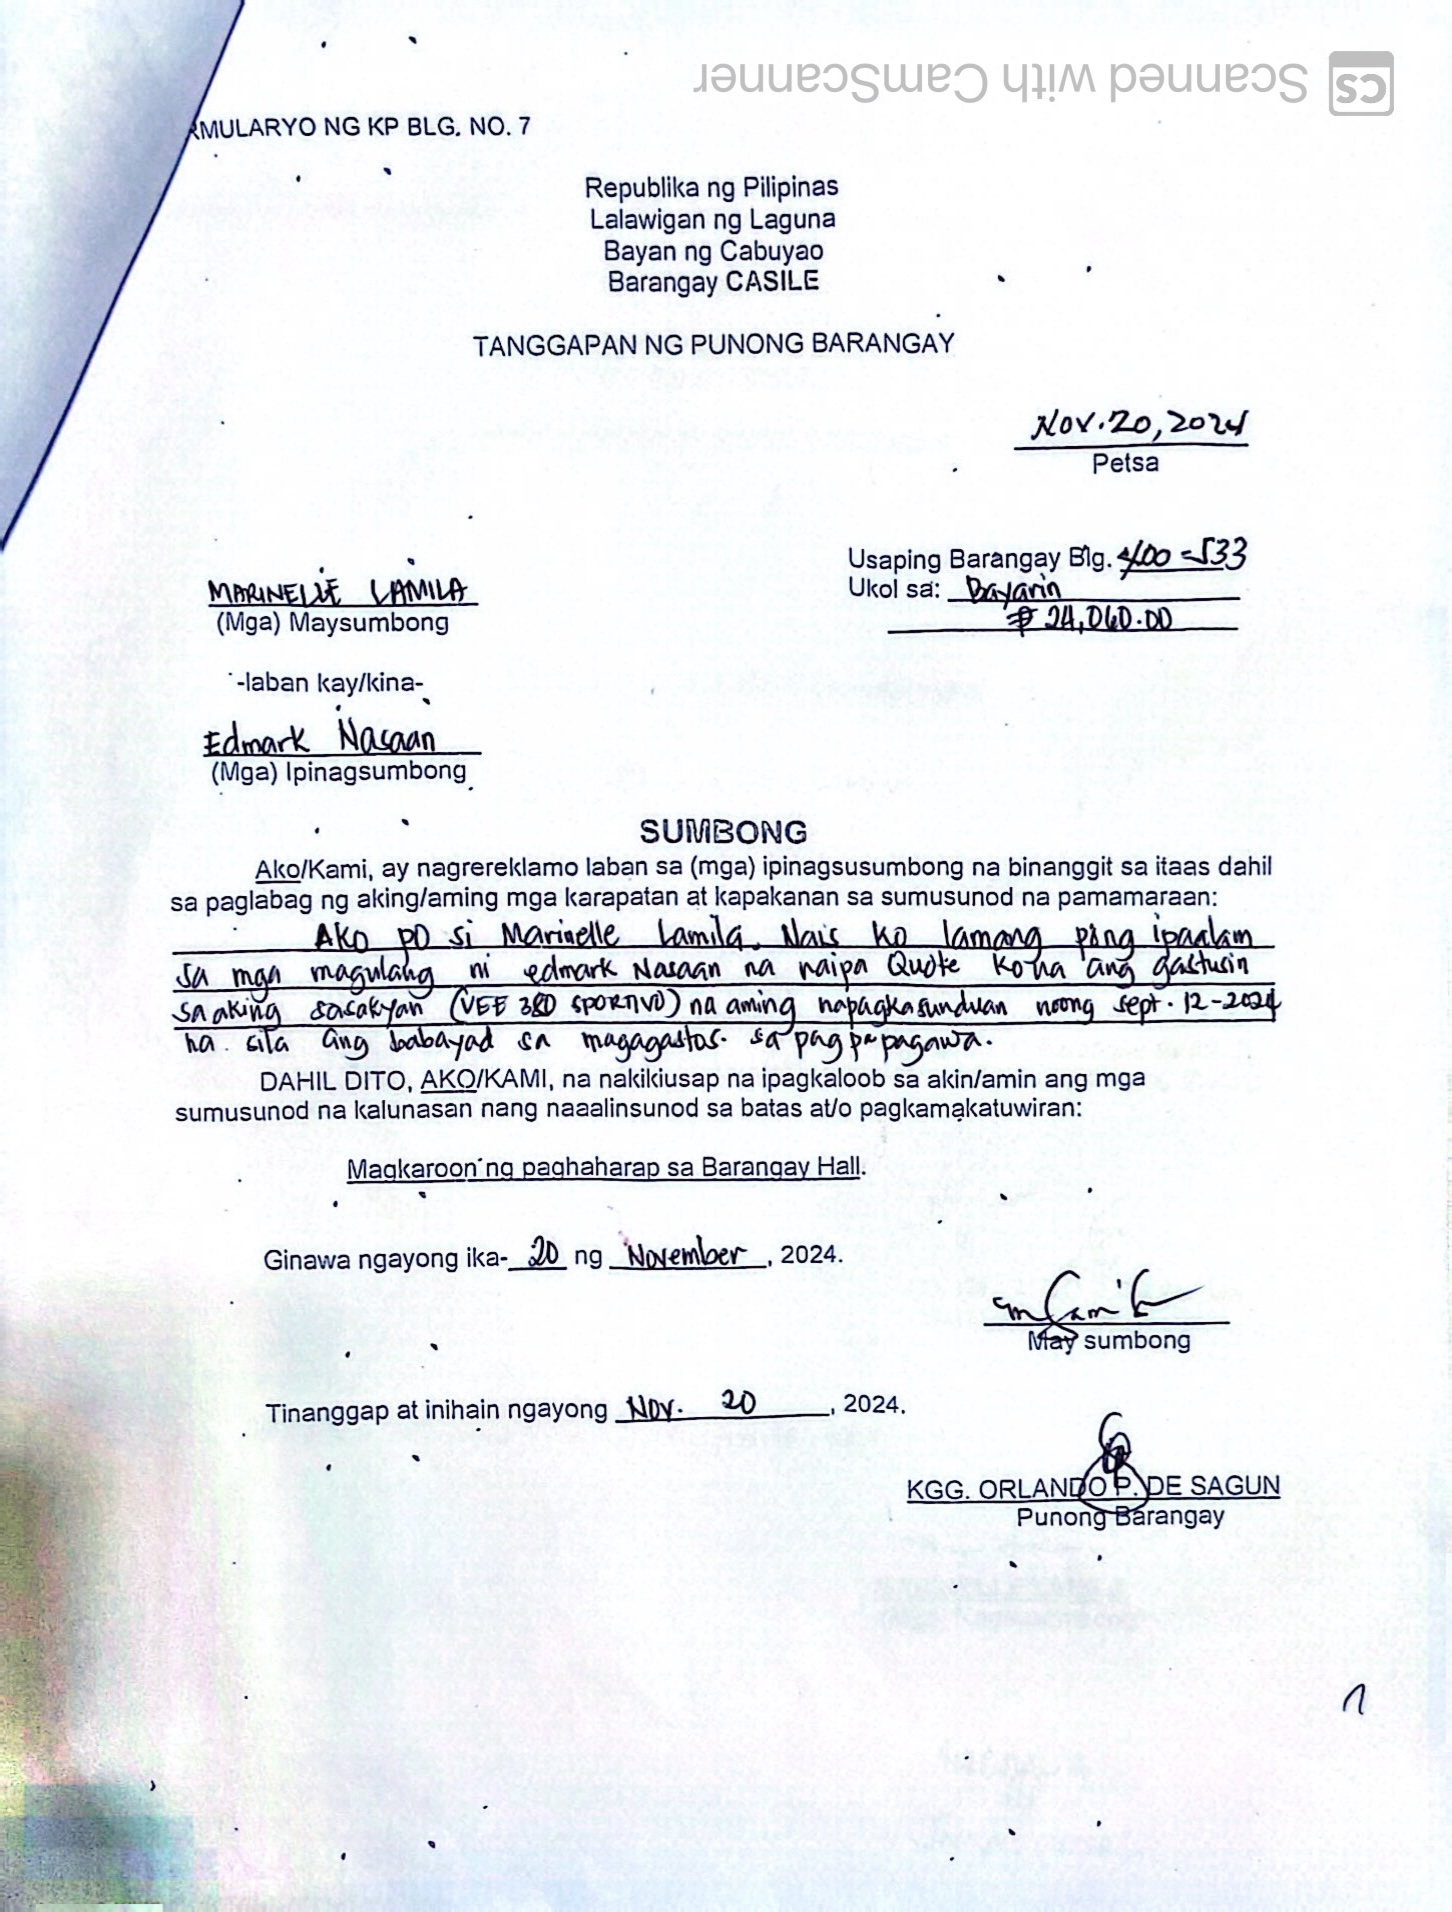 Scanned with CamScanner
CS
RMULARYO NG KP BLG. NO. 7
Republika ng Pilipinas
Lalawigan ng Laguna
Bayan ng Cabuyao
Barangay CASILE
TANGGAPAN NG PUNONG BARANGAY
Nov. 20, 2024
Petsa
Usaping Barangay Blg. 400-533
Ukol sa: Bayarin
₱ 24,060.00
MARINELLE LAMILA
(Mga) Maysumbong
-laban kay/kina-
Edmark Nasaan
(Mga) Ipinagsumbong
SUMBONG
Ako/Kami, ay nagrereklamo laban sa (mga) ipinagsusumbong na binanggit sa itaas dahil
sa paglabag ng aking/aming mga karapatan at kapakanan sa sumusunod na pamamaraan:
AKO PO si Marinelle Lamila. Nais ko lamang pong ipaalam
sa mga magulang ni edmark Nasaan na naipa Quote ko na ang gastusin
sa aking sasakyan (VEE 380 SPORTIVO) na aming napagkasunduan noong sept. 12-2024
na sila ang babayad sa magagastos. sa pagpapagawa.
DAHIL DITO, AKO/KAMI, na nakikiusap na ipagkaloob sa akin/amin ang mga
sumusunod na kalunasan nang naaalinsunod sa batas at/o pagkamakatuwiran:
Magkaroon ng paghaharap sa Barangay Hall.
Ginawa ngayong ika-20 ng November, 2024.
May sumbong
Tinanggap at inihain ngayong Nov. 20, 2024.
KGG. ORLANDO P. DE SAGUN
Punong Barangay
1